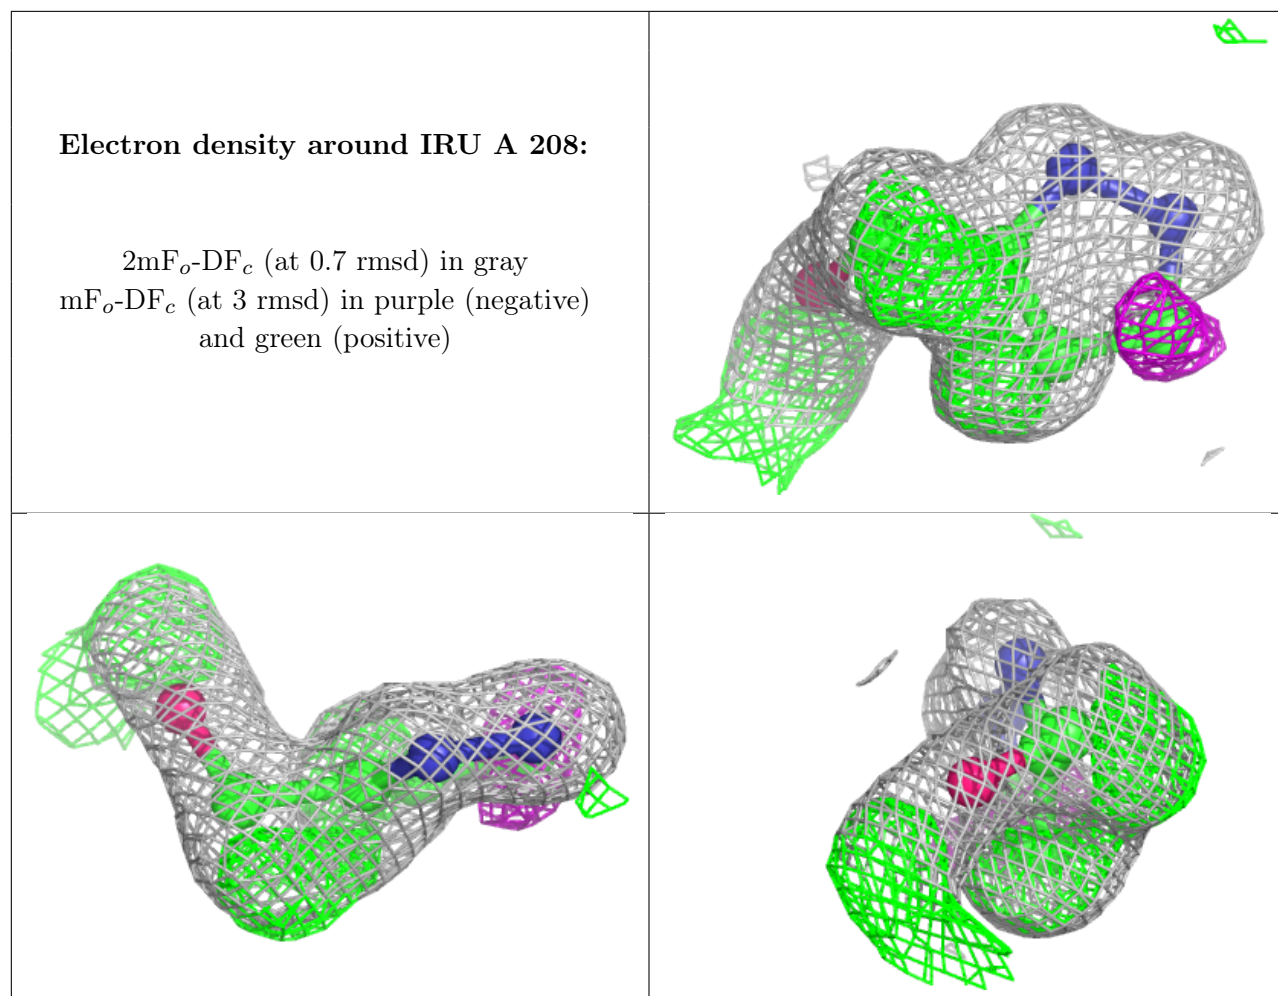 Electron density around IRU A 208:
2mFo-DFc (at 0.7 rmsd) in gray
mFo-DFc (at 3 rmsd) in purple (negative)
and green (positive)